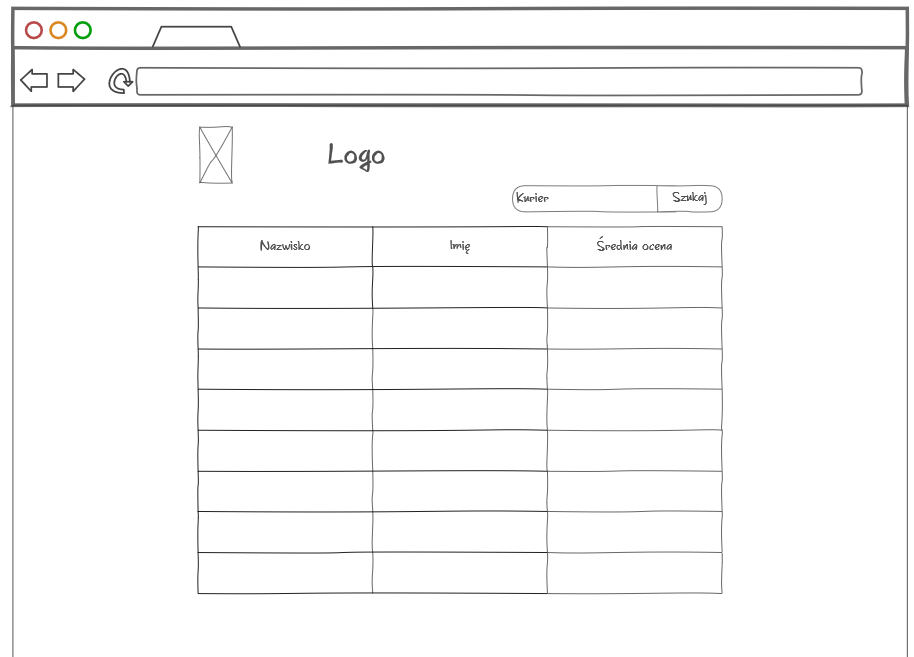 Logo
Kurier Szukaj
Nazwisko Imię Średnia ocena